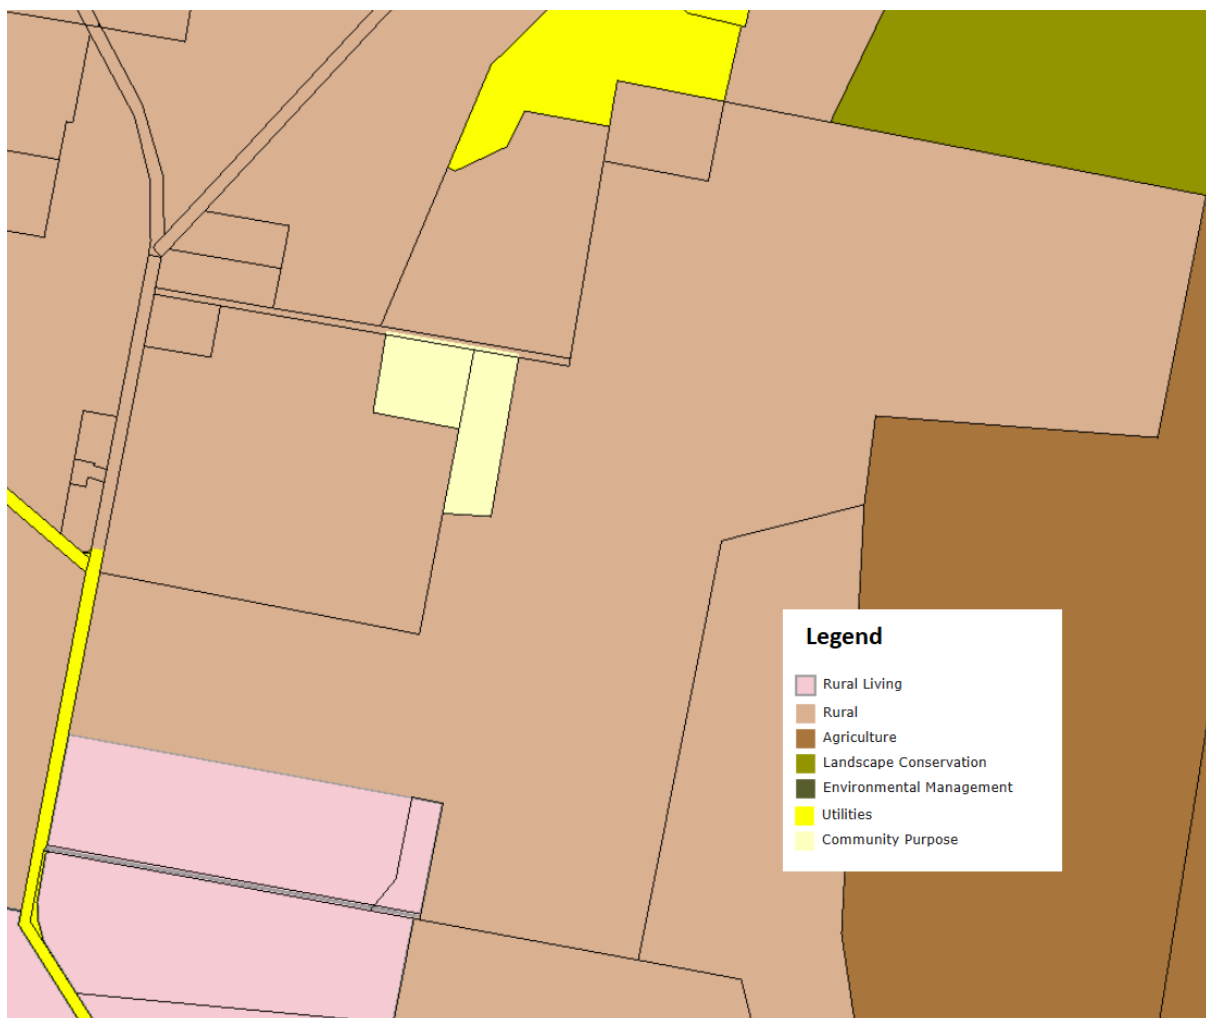 Legend
Rural Living
Rural
Agriculture
Landscape Conservation
Environmental Management
Utilities
Community Purpose